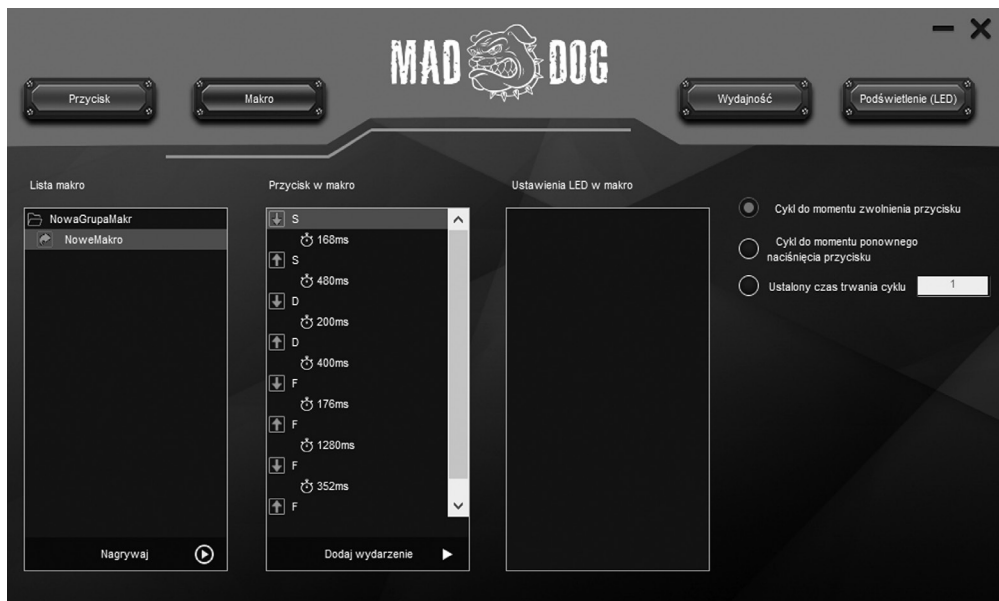 MAD DOG
Przycisk
Makro
Wydajność
Podświetlenie (LED)
Lista makro
NowaGrupaMakr
NoweMakro
Nagrywaj
Przycisk w makro
S
168ms
S
480ms
D
200ms
D
400ms
F
176ms
F
1280ms
F
352ms
F
Dodaj wydarzenie
Ustawienia LED w makro
Cykl do momentu zwolnienia przycisku
Cykl do momentu ponownego
naciśnięcia przycisku
Ustalony czas trwania cyklu 1